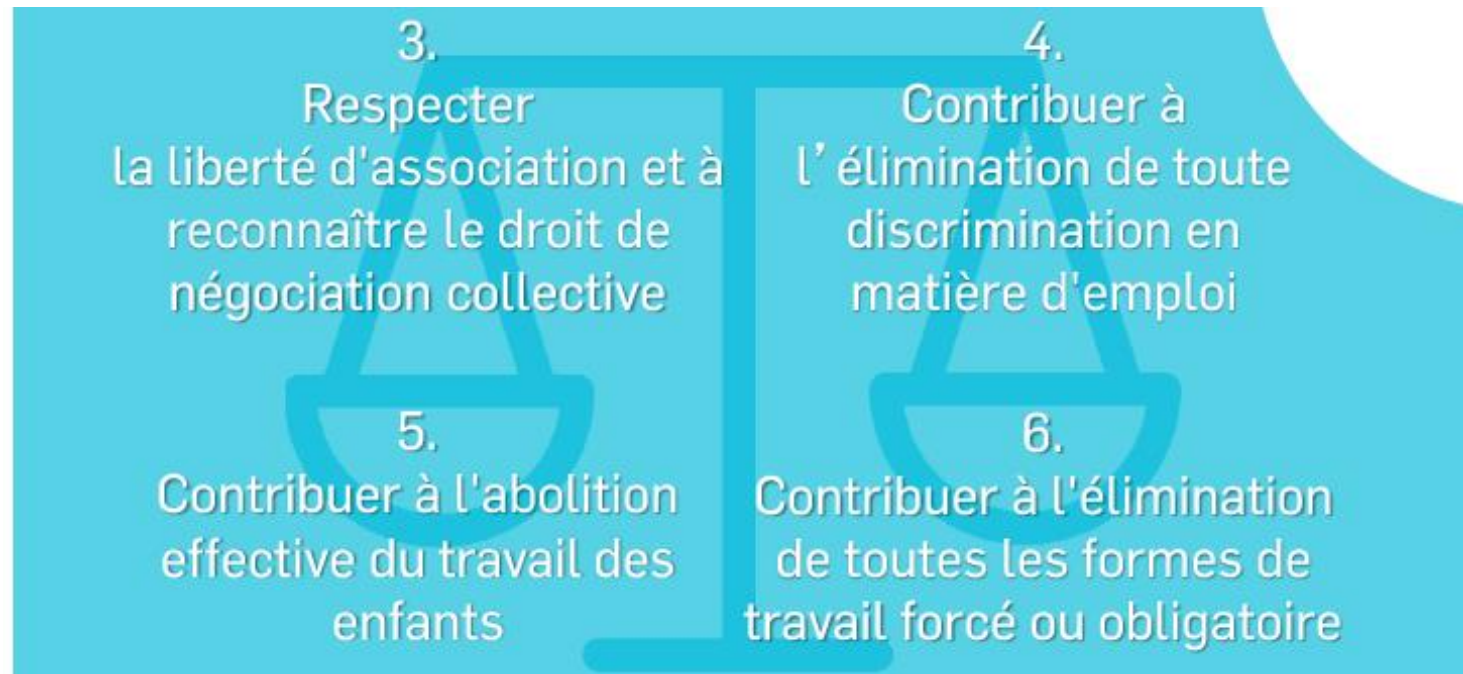 3.
Respecter
la liberté d'association et à
reconnaître le droit de
négociation collective
4.
Contribuer à
l’élimination de toute
discrimination en
matière d'emploi
5.
Contribuer à l'abolition
effective du travail des
enfants
6.
Contribuer à l'élimination
de toutes les formes de
travail forcé ou obligatoire